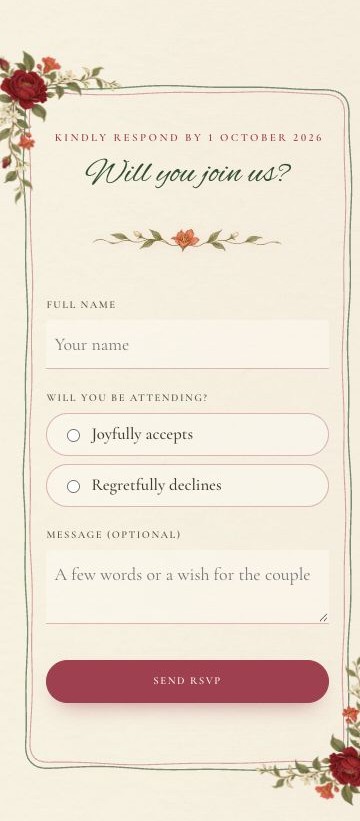 KINDLY RESPOND BY 1 OCTOBER 2026
Will you join us?
FULL NAME
Your name
WILL YOU BE ATTENDING?
Joyfully accepts
Regretfully declines
MESSAGE (OPTIONAL)
A few words or a wish for the couple
SEND RSVP